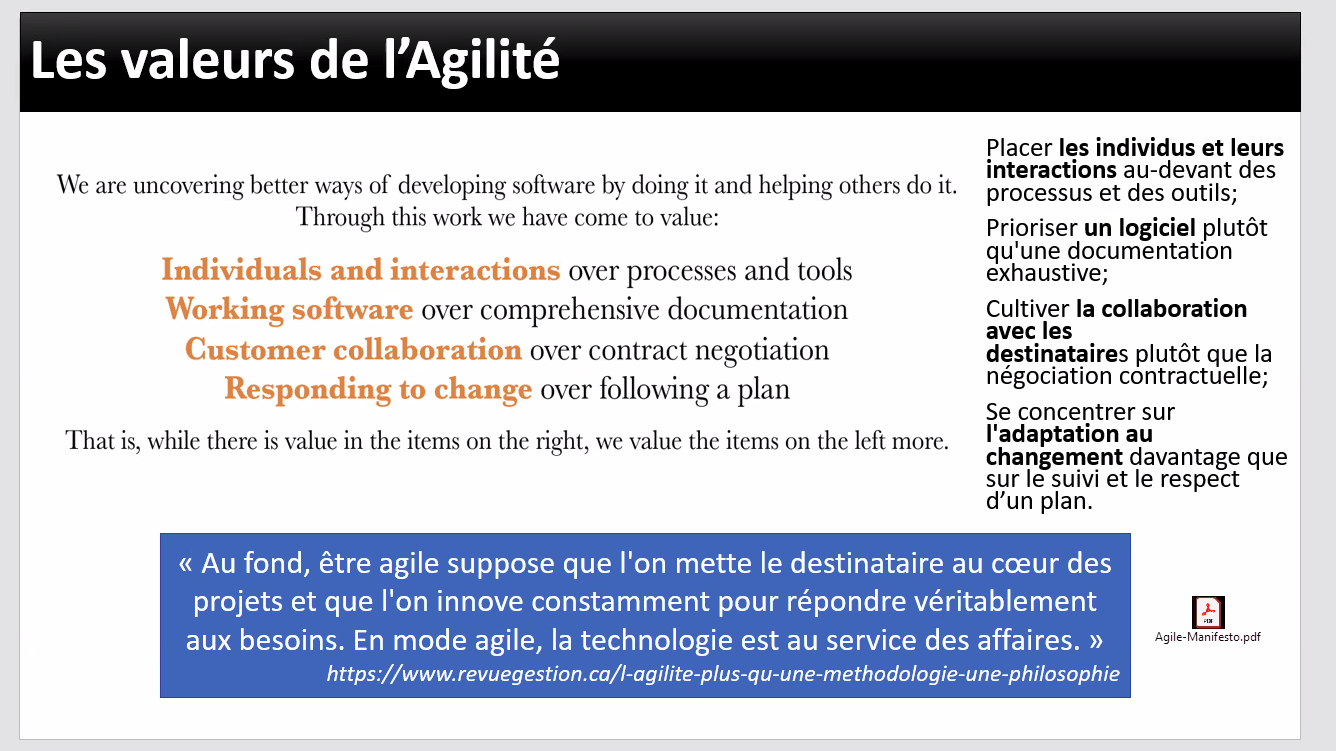 Les valeurs de l’Agilité
We are uncovering better ways of developing software by doing it and helping others do it.
Through this work we have come to value:
Individuals and interactions over processes and tools
Working software over comprehensive documentation
Customer collaboration over contract negotiation
Responding to change over following a plan
That is, while there is value in the items on the right, we value the items on the left more.
Placer les individus et leurs
interactions au-devant des
processus et des outils;
Prioriser un logiciel plutôt
qu'une documentation
exhaustive;
Cultiver la collaboration
avec les
destinataires plutôt que la
négociation contractuelle;
Se concentrer sur
l'adaptation au
changement davantage que
sur le suivi et le respect
d’un plan.
« Au fond, être agile suppose que l'on mette le destinataire au cœur des
projets et que l'on innove constamment pour répondre véritablement
aux besoins. En mode agile, la technologie est au service des affaires. »
https://www.revuegestion.ca/l-agilite-plus-qu-une-methodologie-une-philosophie
PDF
Agile-Manifesto.pdf